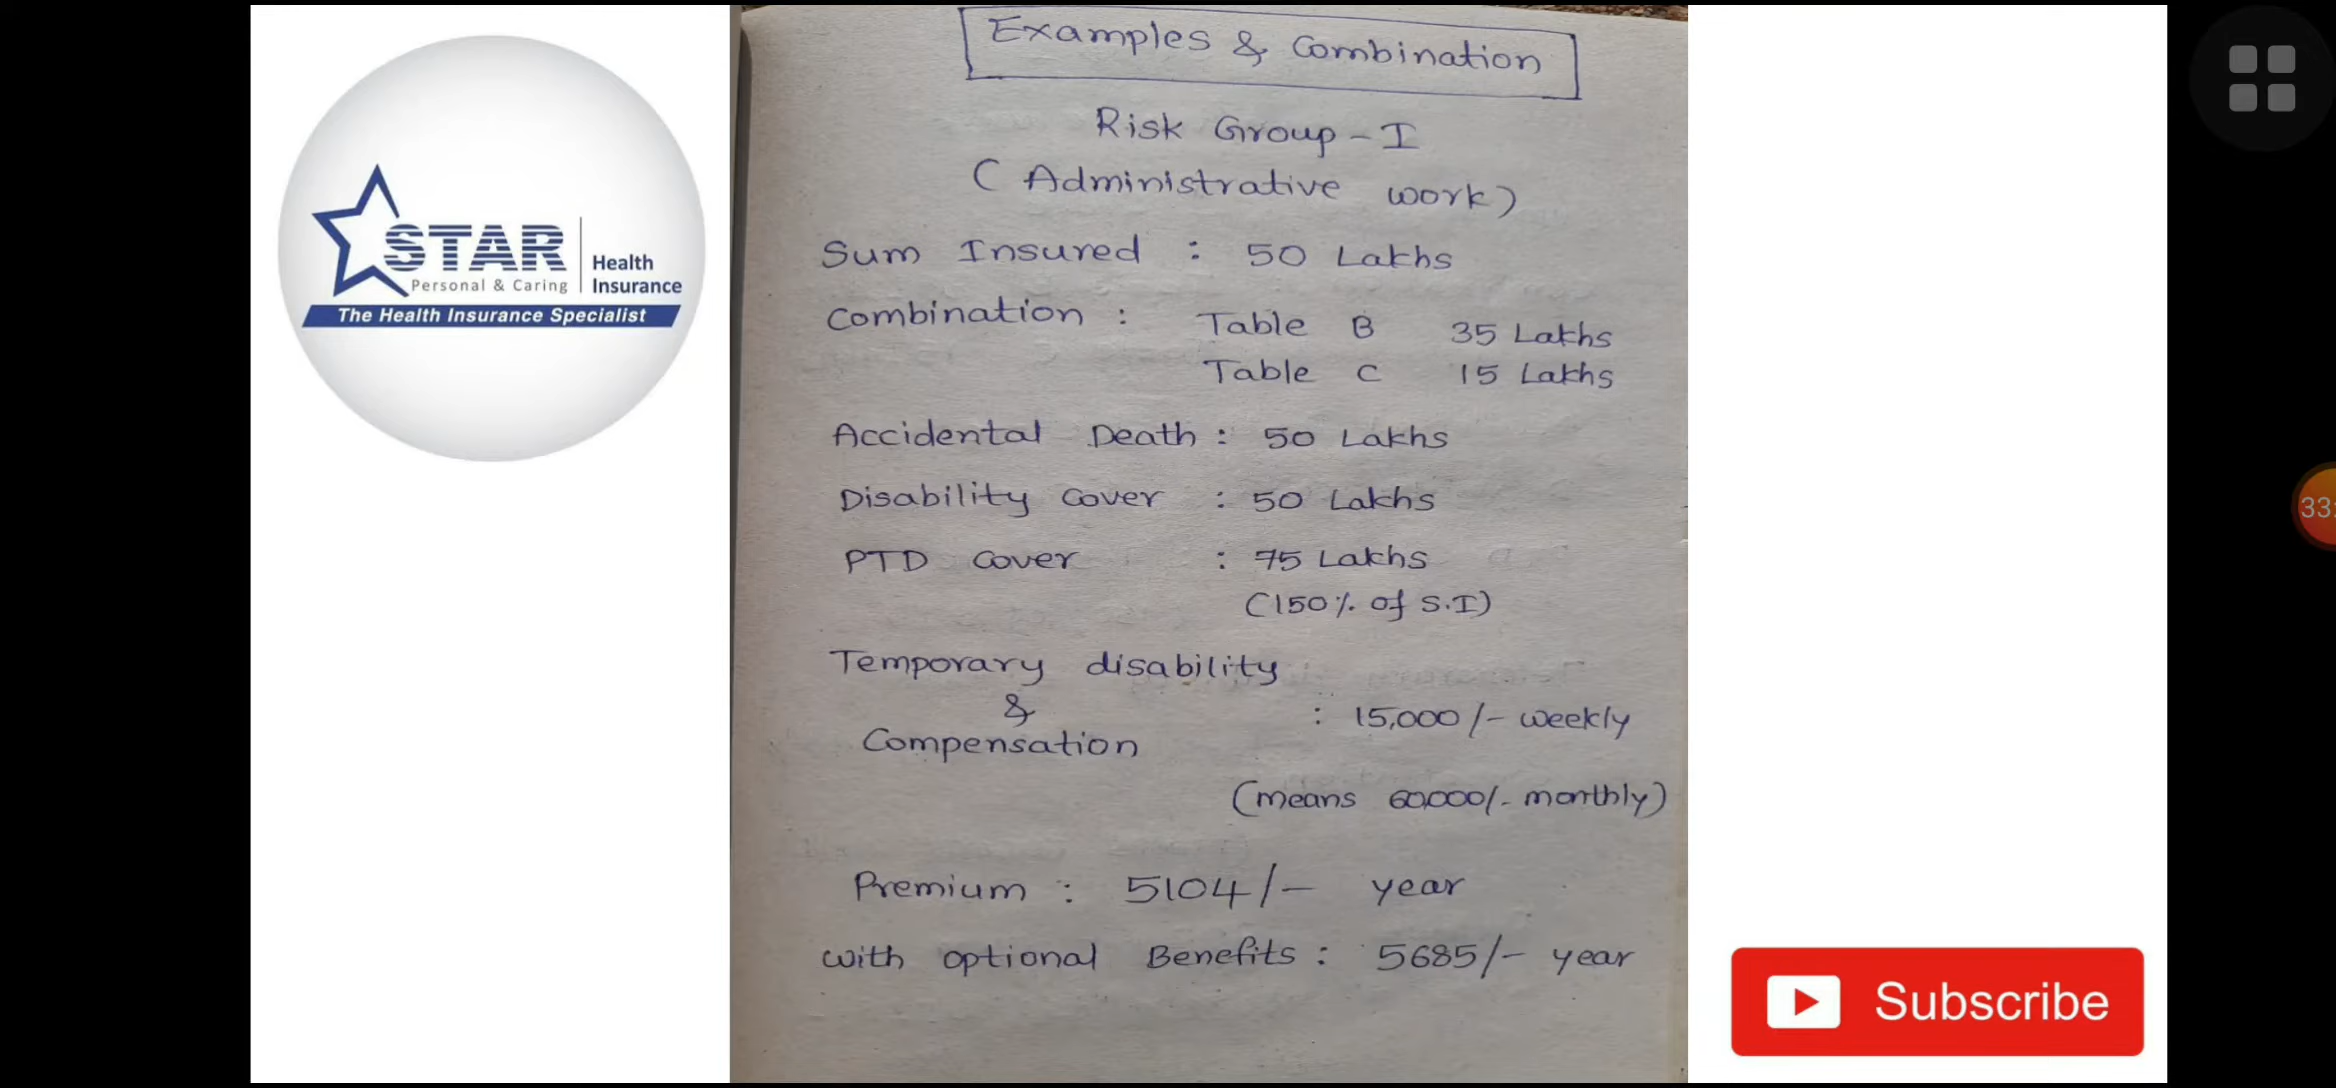 STAR
Health
Insurance
Personal & Caring
The Health Insurance Specialist
Examples & Combination
Risk Group - I
( Administrative work)
Sum Insured : 50 Lakhs
Combination : Table B 35 Lakhs
Table C 15 Lakhs
Accidental Death : 50 Lakhs
Disability cover : 50 Lakhs
PTD cover : 75 Lakhs
(150% of S.I)
Temporary disability
&
Compensation : 15,000/- weekly
(means 60,000/- monthly)
Premium : 5104/- year
with optional Benefits : 5685/- year
Subscribe
33: